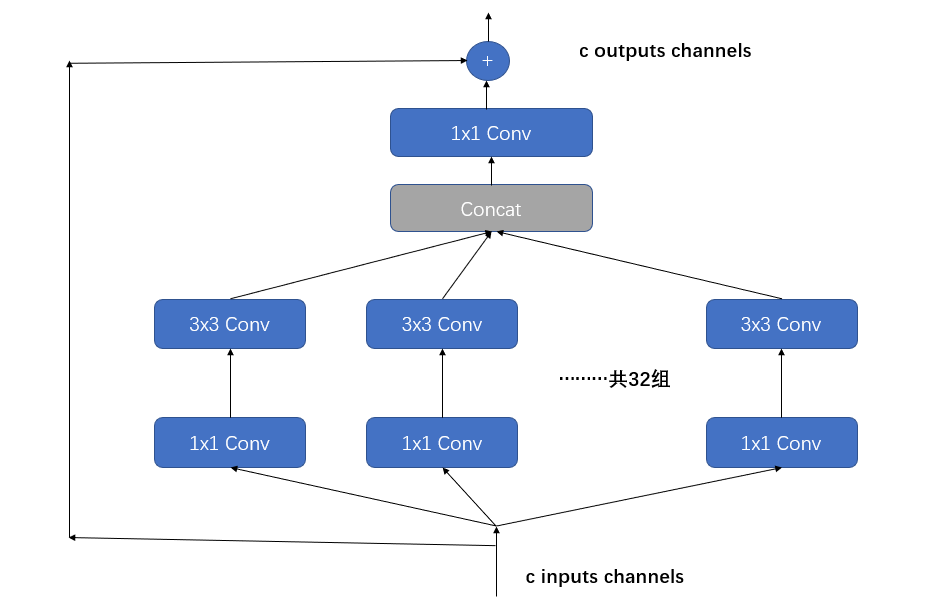 c outputs channels
+
1x1 Conv
Concat
3x3 Conv
3x3 Conv
3x3 Conv
………共32组
1x1 Conv
1x1 Conv
1x1 Conv
c inputs channels